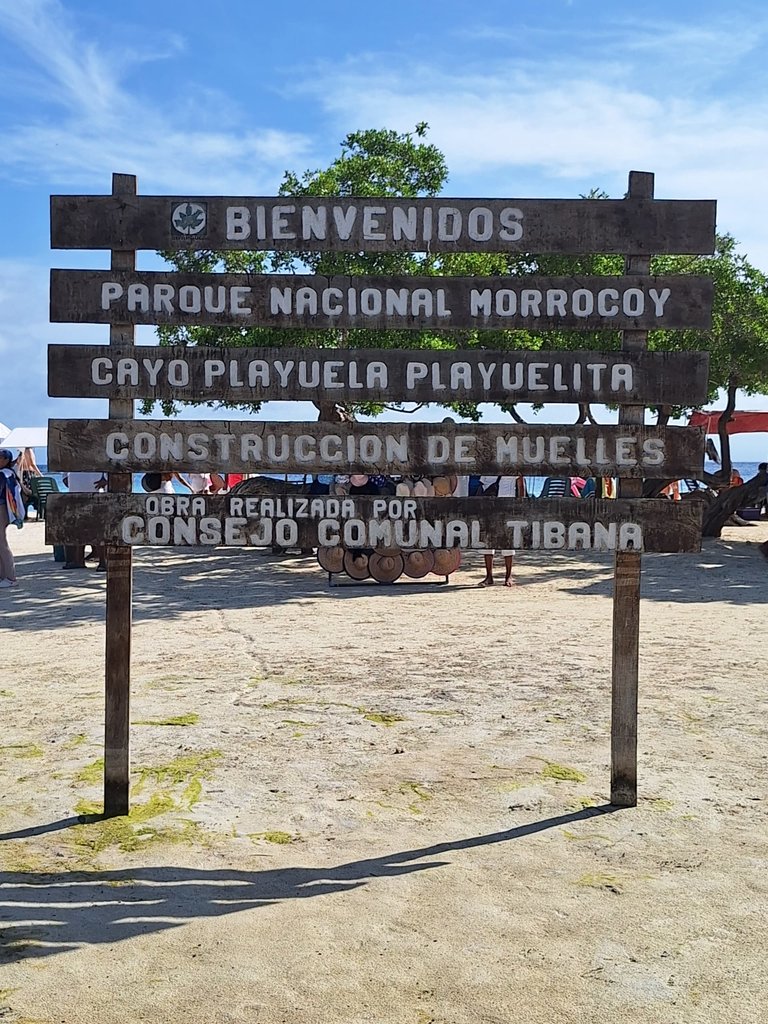 BIENVENIDOS
PARQUE NACIONAL MORROCOY
CAYO PLAYUELA PLAYUELITA
CONSTRUCCION DE MUELLES
OBRA REALIZADA POR
CONSEJO COMUNAL TIBANA